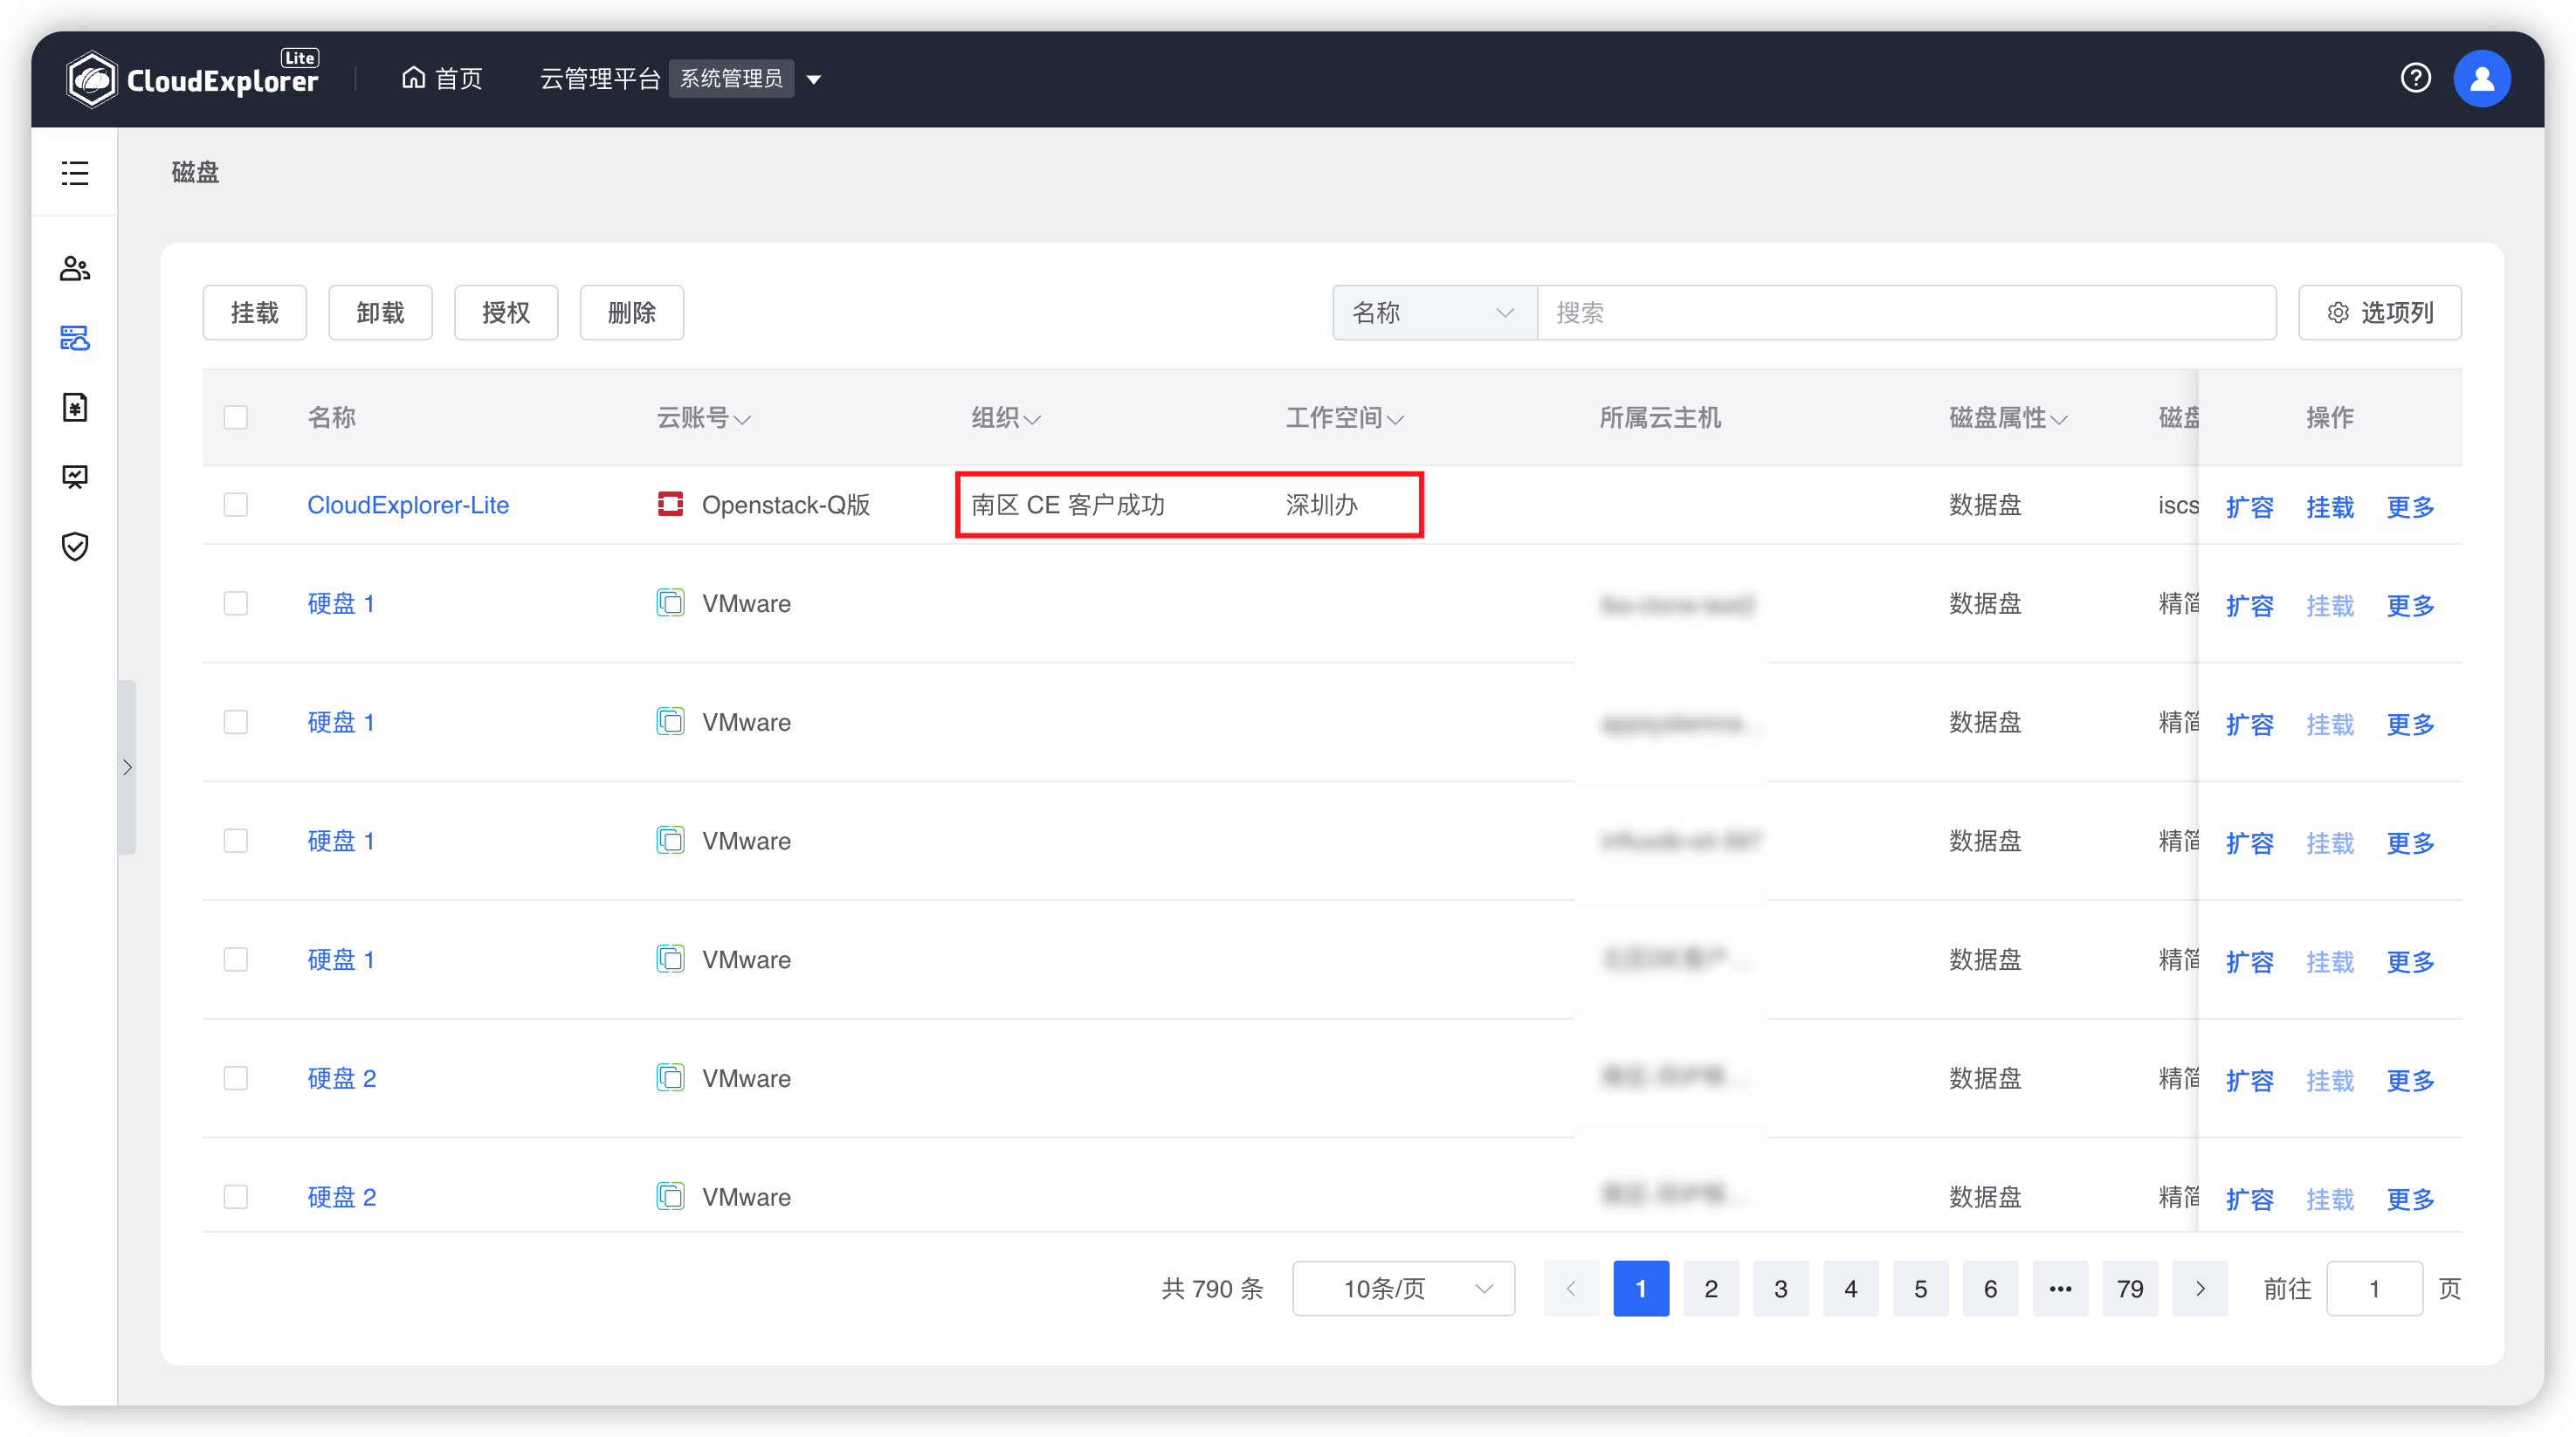 CloudExplorer Lite 首页 云管理平台 系统管理员
磁盘
挂载 卸载 授权 删除 名称 搜索 选项列
名称 云账号 组织 工作空间 所属云主机 磁盘属性 磁盘 操作
CloudExplorer-Lite Openstack-Q版 南区 CE 客户成功 深圳办 数据盘 iscs 扩容 挂载 更多
硬盘 1 VMware 数据盘 精简 扩容 挂载 更多
硬盘 1 VMware 数据盘 精简 扩容 挂载 更多
硬盘 1 VMware 数据盘 精简 扩容 挂载 更多
硬盘 1 VMware 数据盘 精简 扩容 挂载 更多
硬盘 2 VMware 数据盘 精简 扩容 挂载 更多
硬盘 2 VMware 数据盘 精简 扩容 挂载 更多
共 790 条 10条/页 1 2 3 4 5 6 ••• 79 前往 1 页